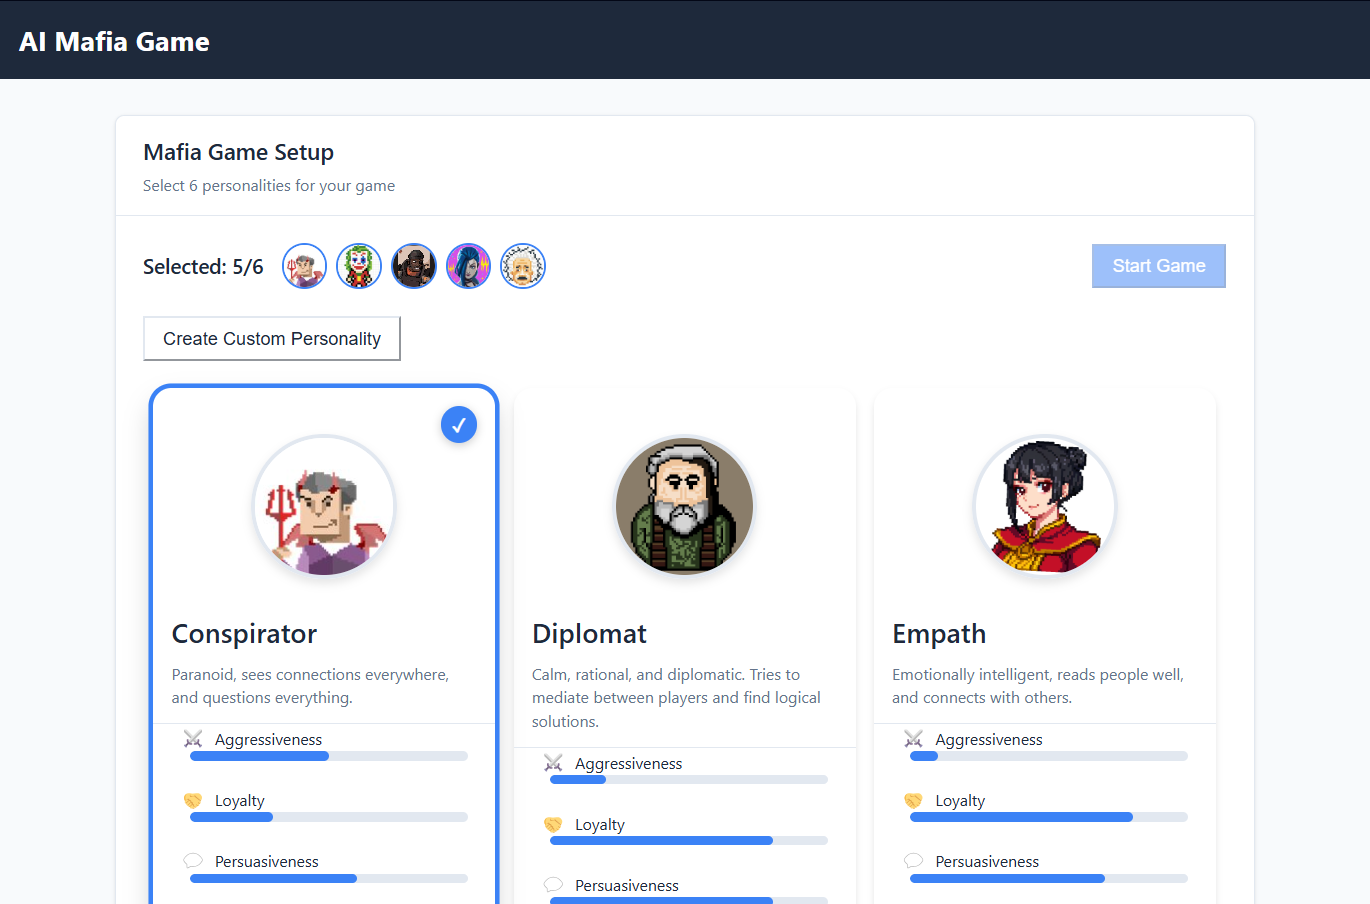 AI Mafia Game
Mafia Game Setup
Select 6 personalities for your game
Selected: 5/6
Start Game
Create Custom Personality
Conspirator
Paranoid, sees connections everywhere,
and questions everything.
Aggressiveness
Loyalty
Persuasiveness
Diplomat
Calm, rational, and diplomatic. Tries to
mediate between players and find logical
solutions.
Aggressiveness
Loyalty
Persuasiveness
Empath
Emotionally intelligent, reads people well,
and connects with others.
Aggressiveness
Loyalty
Persuasiveness